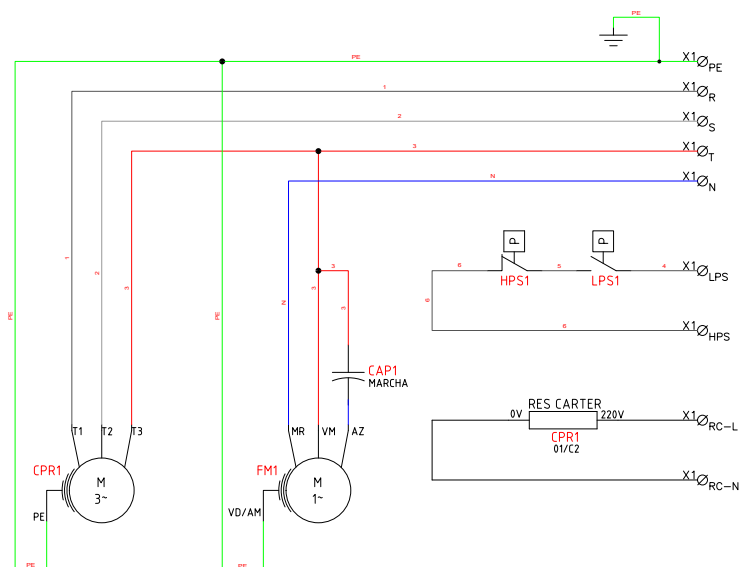 PE
PE
X1 PE
1
X1 R
2
X1 S
3
X1 T
N
X1 N
P
P
1
2
3
N
3
3
3
6
5
4
X1 LPS
HPS1
LPS1
6
6
X1 HPS
PE
PE
CAP1
MARCHA
RES CARTER
0V
220V
X1 RC-L
CPR1
01/C2
T1
T2
T3
MR
VM
AZ
CPR1
M
3~
FM1
M
1~
X1 RC-N
PE
VD/AM
PE
PE